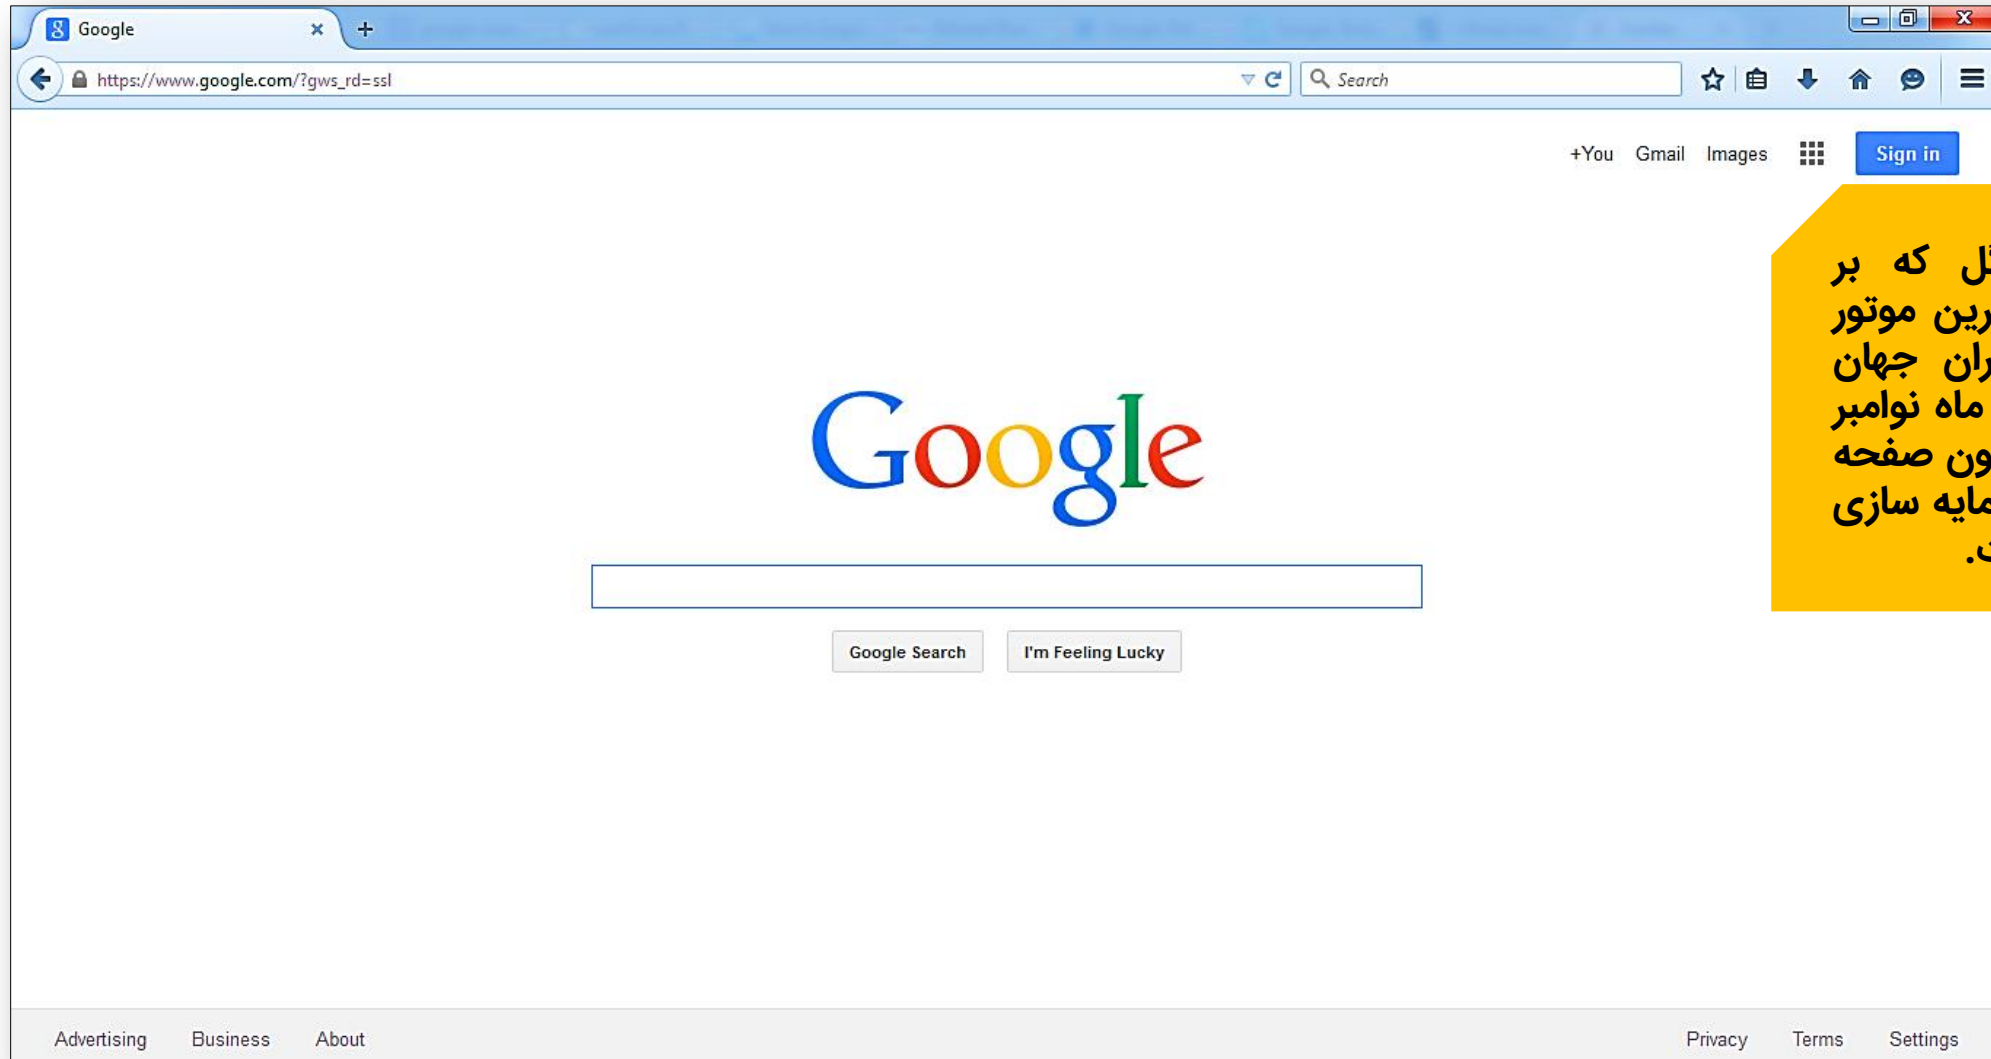 Google
https://www.google.com/?gws_rd=ssl
Search
+You Gmail Images
Sign in
که بر
موتور
جهان
ماه نوامبر
صفحه
سازی
Google
Google Search
I'm Feeling Lucky
Advertising Business About
Privacy Terms Settings